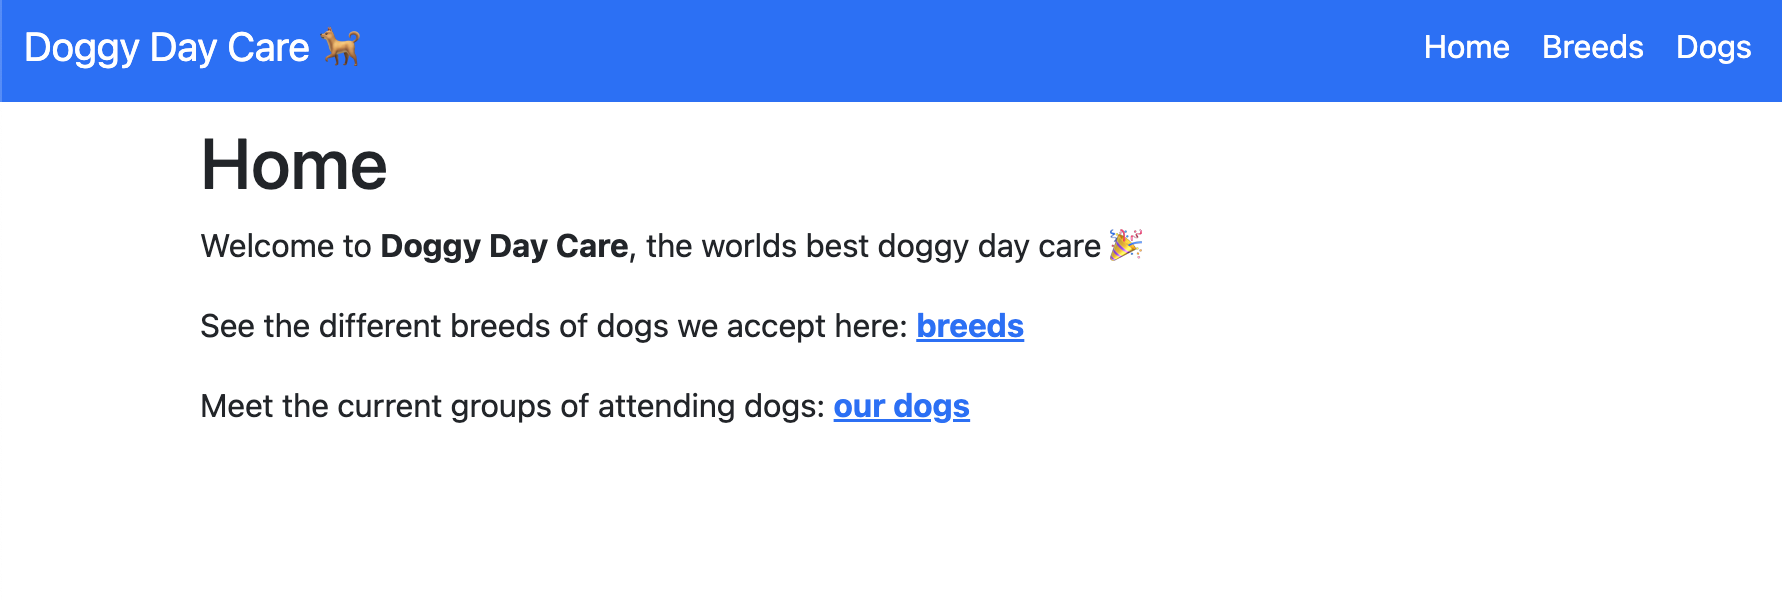 Doggy Day Care 🐕
Home Breeds Dogs
Home
Welcome to Doggy Day Care, the worlds best doggy day care 🎉
See the different breeds of dogs we accept here: breeds
Meet the current groups of attending dogs: our dogs